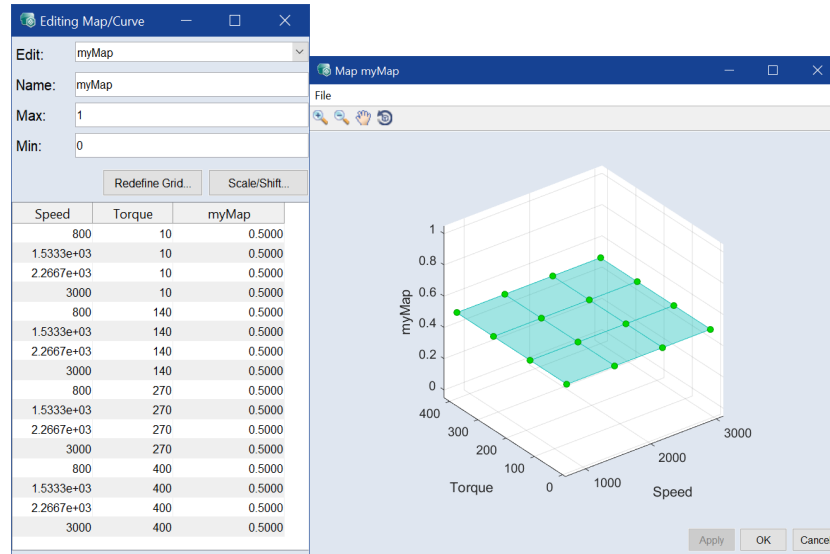 Editing Map/Curve
Edit: myMap
Name: myMap
Max: 1
Min: 0
Redefine Grid... Scale/Shift...
Speed Torque myMap
800 10 0.5000
1.5333e+03 10 0.5000
2.2667e+03 10 0.5000
3000 10 0.5000
800 140 0.5000
1.5333e+03 140 0.5000
2.2667e+03 140 0.5000
3000 140 0.5000
800 270 0.5000
1.5333e+03 270 0.5000
2.2667e+03 270 0.5000
3000 270 0.5000
800 400 0.5000
1.5333e+03 400 0.5000
2.2667e+03 400 0.5000
3000 400 0.5000
Map myMap
File
1
0.8
0.6
0.4
0.2
0
myMap
400
300
200
100
0
Torque
1000
2000
3000
Speed
Apply OK Cance